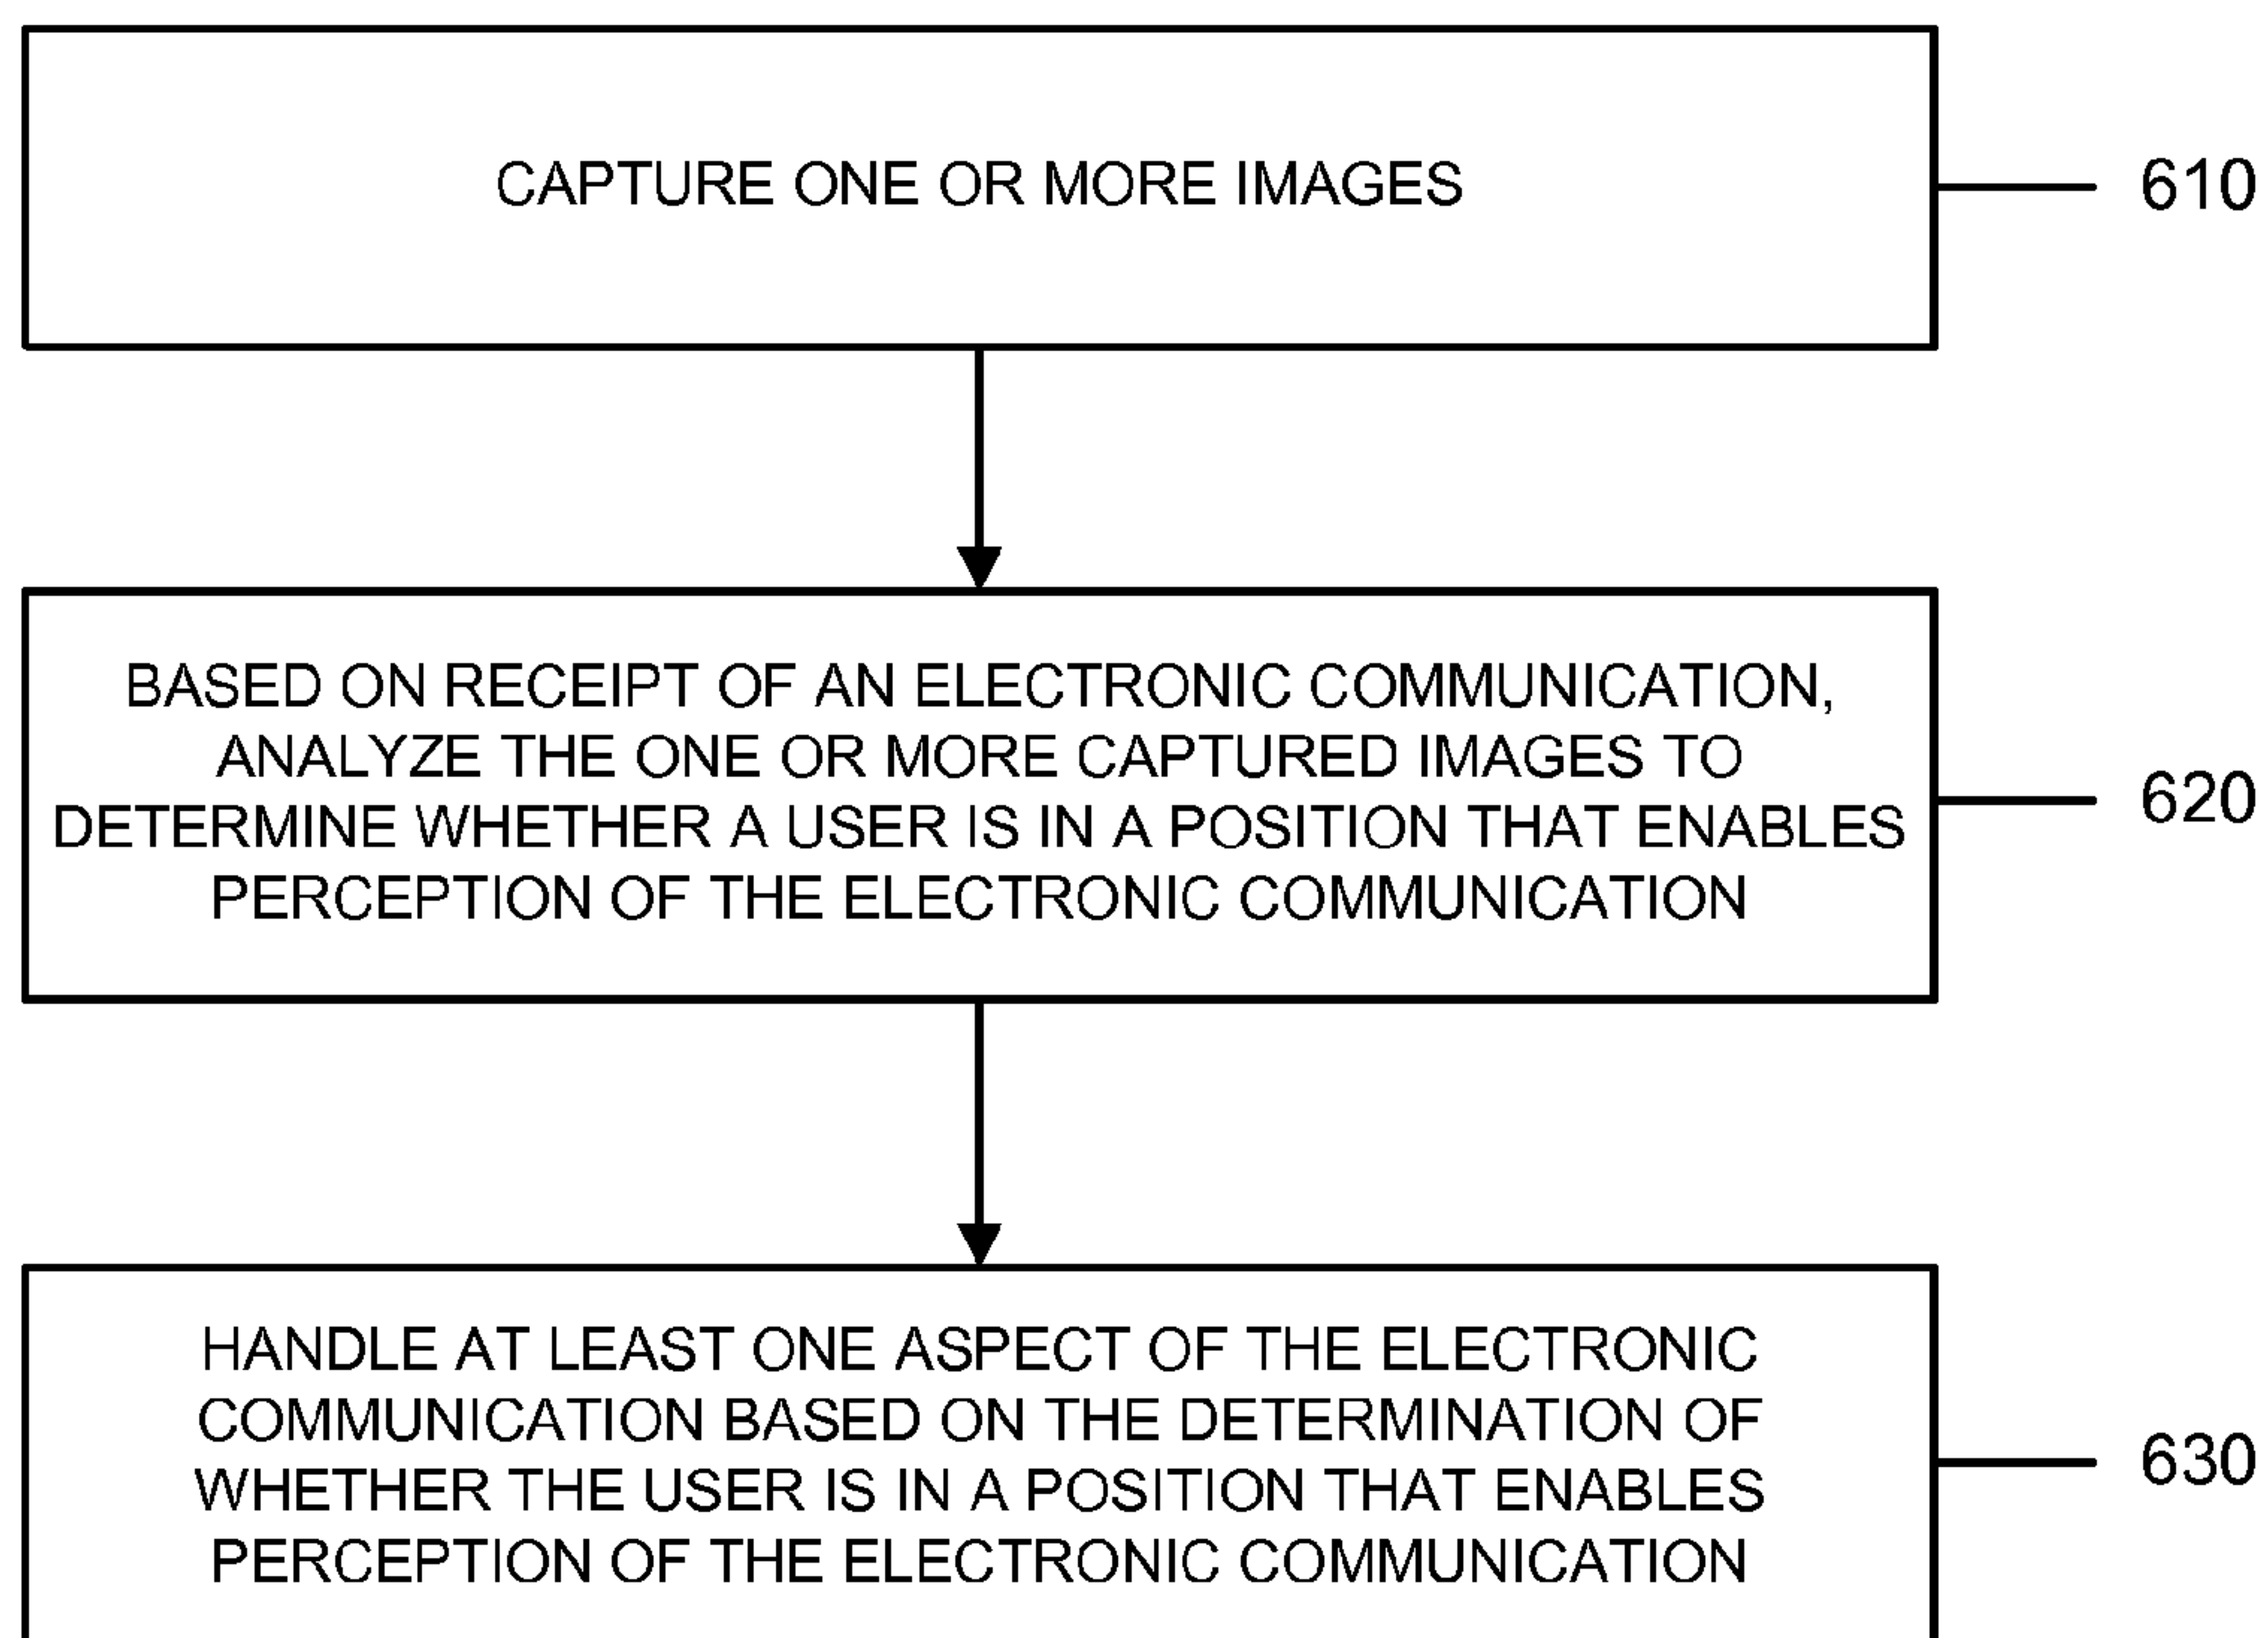 CAPTURE ONE OR MORE IMAGES
610
BASED ON RECEIPT OF AN ELECTRONIC COMMUNICATION,
ANALYZE THE ONE OR MORE CAPTURED IMAGES TO
DETERMINE WHETHER A USER IS IN A POSITION THAT ENABLES
PERCEPTION OF THE ELECTRONIC COMMUNICATION
620
HANDLE AT LEAST ONE ASPECT OF THE ELECTRONIC
COMMUNICATION BASED ON THE DETERMINATION OF
WHETHER THE USER IS IN A POSITION THAT ENABLES
PERCEPTION OF THE ELECTRONIC COMMUNICATION
630